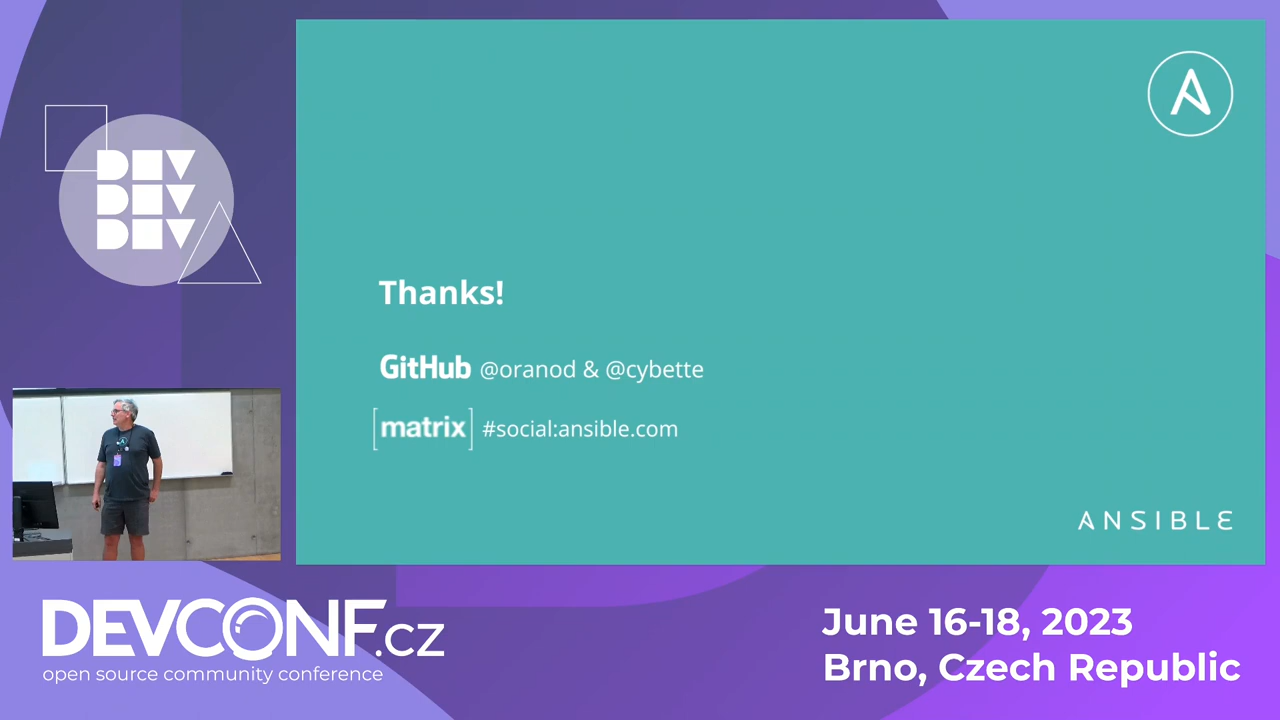 DEV
DEV
DEV
A
Thanks!
GitHub @oranod & @cybette
[matrix] #social:ansible.com
ANSIBLE
DEVCONF.cz
open source community conference
June 16-18, 2023
Brno, Czech Republic